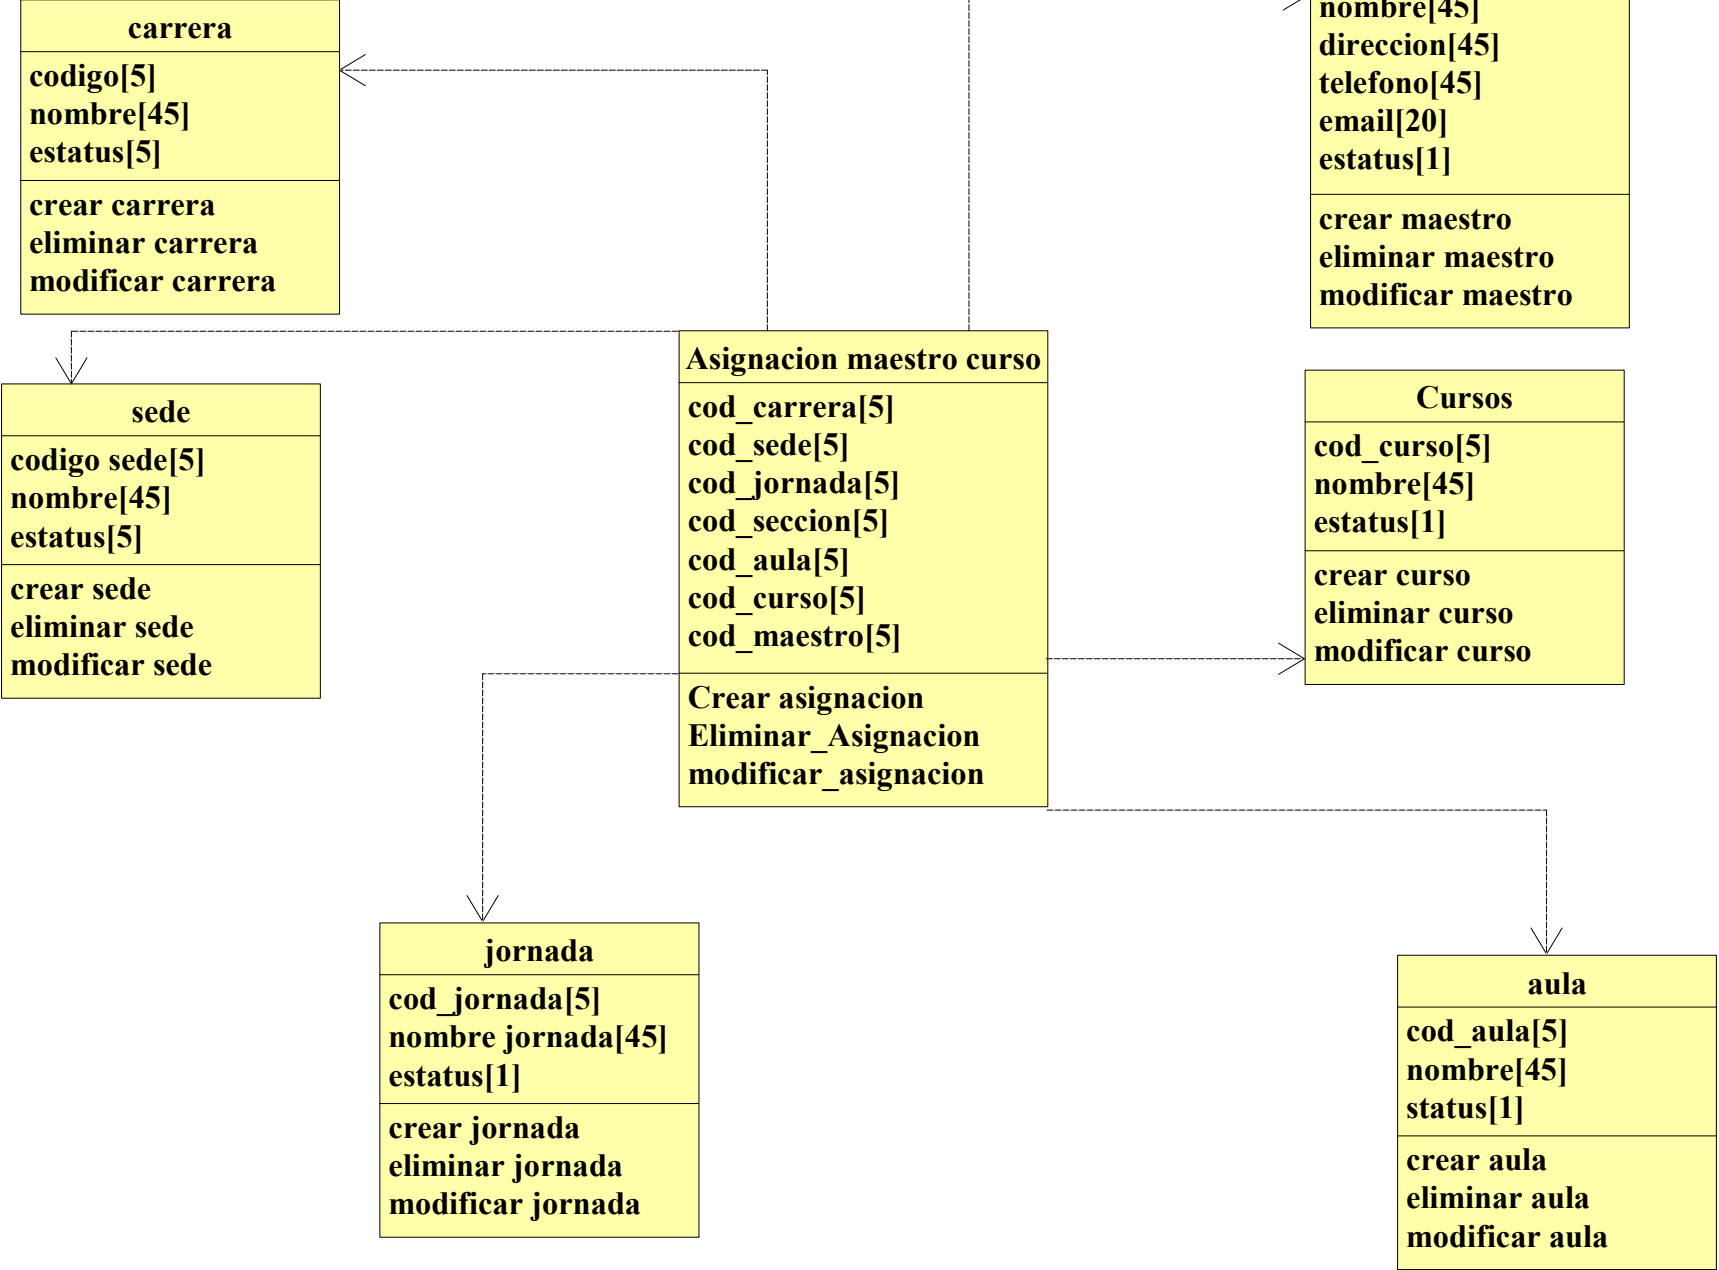 carrera
codigo[5]
nombre[45]
estatus[5]
crear carrera
eliminar carrera
modificar carrera
nombre[45]
direccion[45]
telefono[45]
email[20]
estatus[1]
crear maestro
eliminar maestro
modificar maestro
sede
codigo sede[5]
nombre[45]
estatus[5]
crear sede
eliminar sede
modificar sede
Asignacion maestro curso
cod_carrera[5]
cod_sede[5]
cod_jornada[5]
cod_seccion[5]
cod_aula[5]
cod_curso[5]
cod_maestro[5]
Crear asignacion
Eliminar_Asignacion
modificar_asignacion
Cursos
cod_curso[5]
nombre[45]
estatus[1]
crear curso
eliminar curso
modificar curso
jornada
cod_jornada[5]
nombre jornada[45]
estatus[1]
crear jornada
eliminar jornada
modificar jornada
aula
cod_aula[5]
nombre[45]
status[1]
crear aula
eliminar aula
modificar aula